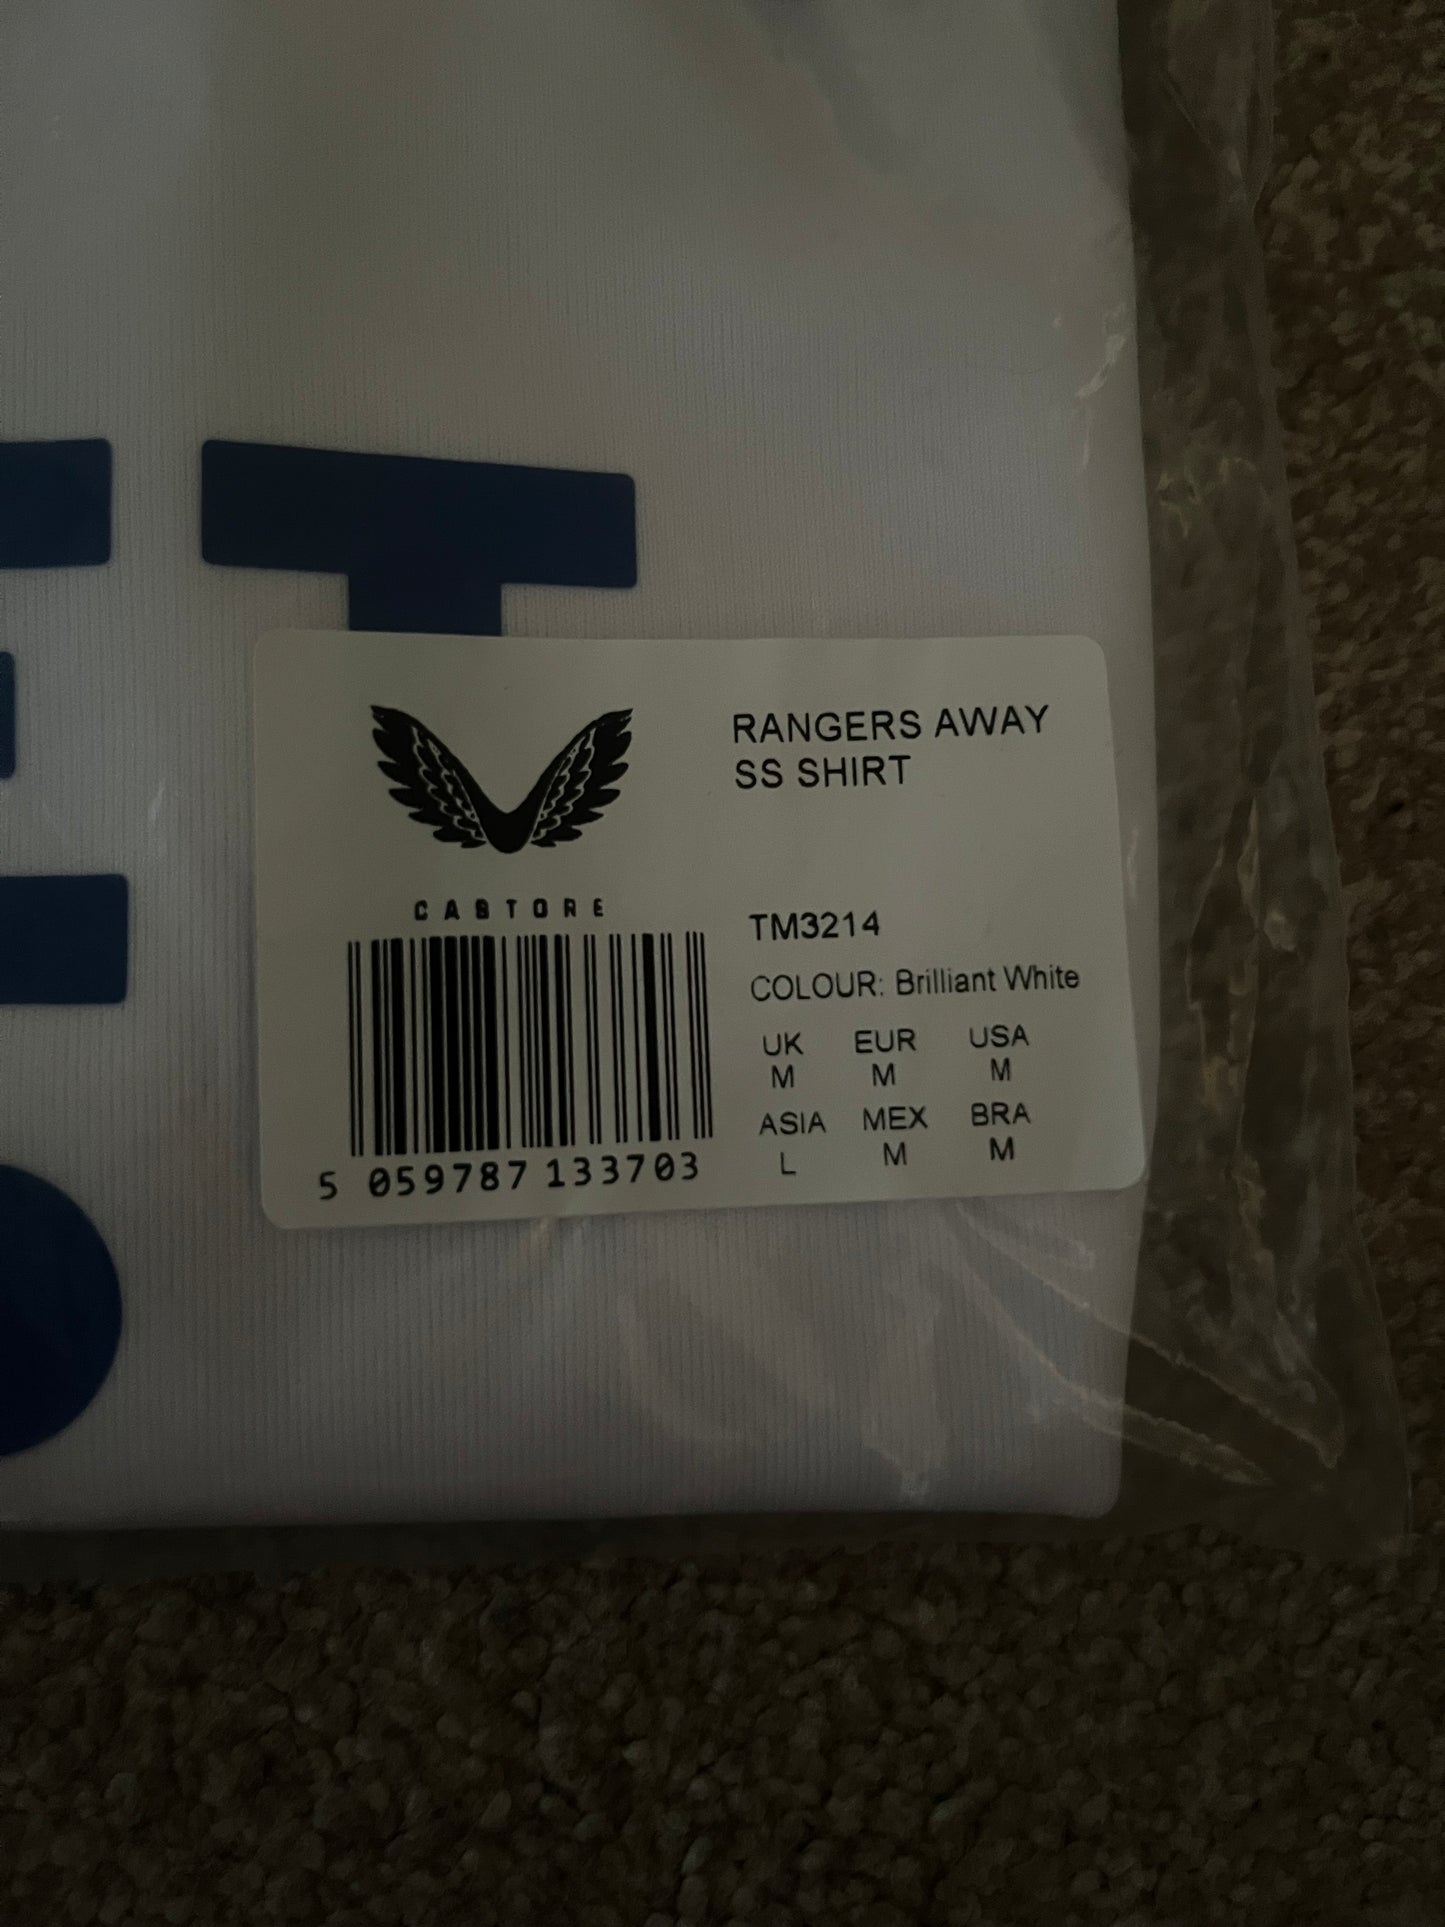 T
CASTORE
5 059787 133703
RANGERS AWAY
SS SHIRT
TM3214
COLOUR: Brilliant White
UK EUR USA
M M M
ASIA MEX BRA
L M M